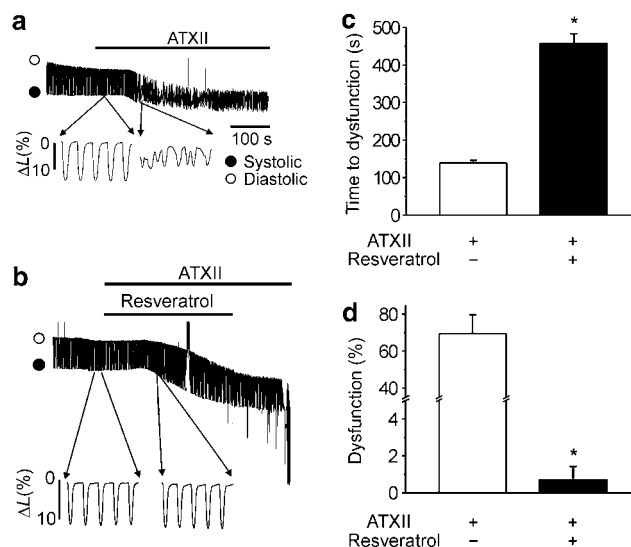 a
ATXII
100 s
ΔL(%)
0
10
Systolic
Diastolic
b
ATXII
Resveratrol
ΔL(%)
0
10
c
Time to dysfunction (s)
500
400
300
200
100
0
*
ATXII + +
Resveratrol – +
d
Dysfunction (%)
80
60
4
2
0
*
ATXII + +
Resveratrol – +